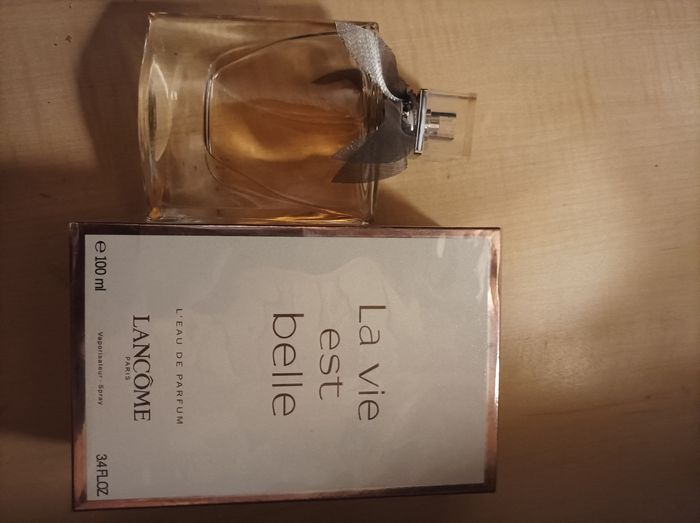 La vie
est
belle
L'EAU DE PARFUM
LANCÔME
PARIS
Vaporisateur-Spray
℮ 100 ml
3.4 FL.OZ